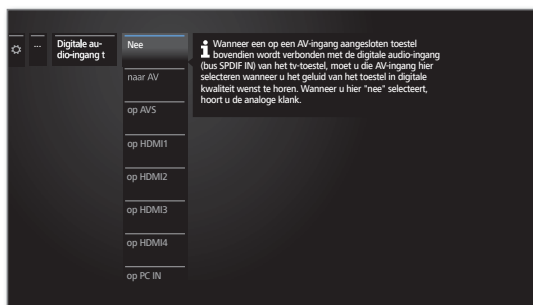 ...
Digitale au-
dio-ingang t
Nee
naar AV
op AVS
op HDMI1
op HDMI2
op HDMI3
op HDMI4
op PC IN
Wanneer een op een AV-ingang aangesloten toestel
bovendien wordt verbonden met de digitale audio-ingang
(bus SPDIF IN) van het tv-toestel, moet u die AV-ingang hier
selecteren wanneer u het geluid van het toestel in digitale
kwaliteit wenst te horen. Wanneer u hier "nee" selecteert,
hoort u de analoge klank.